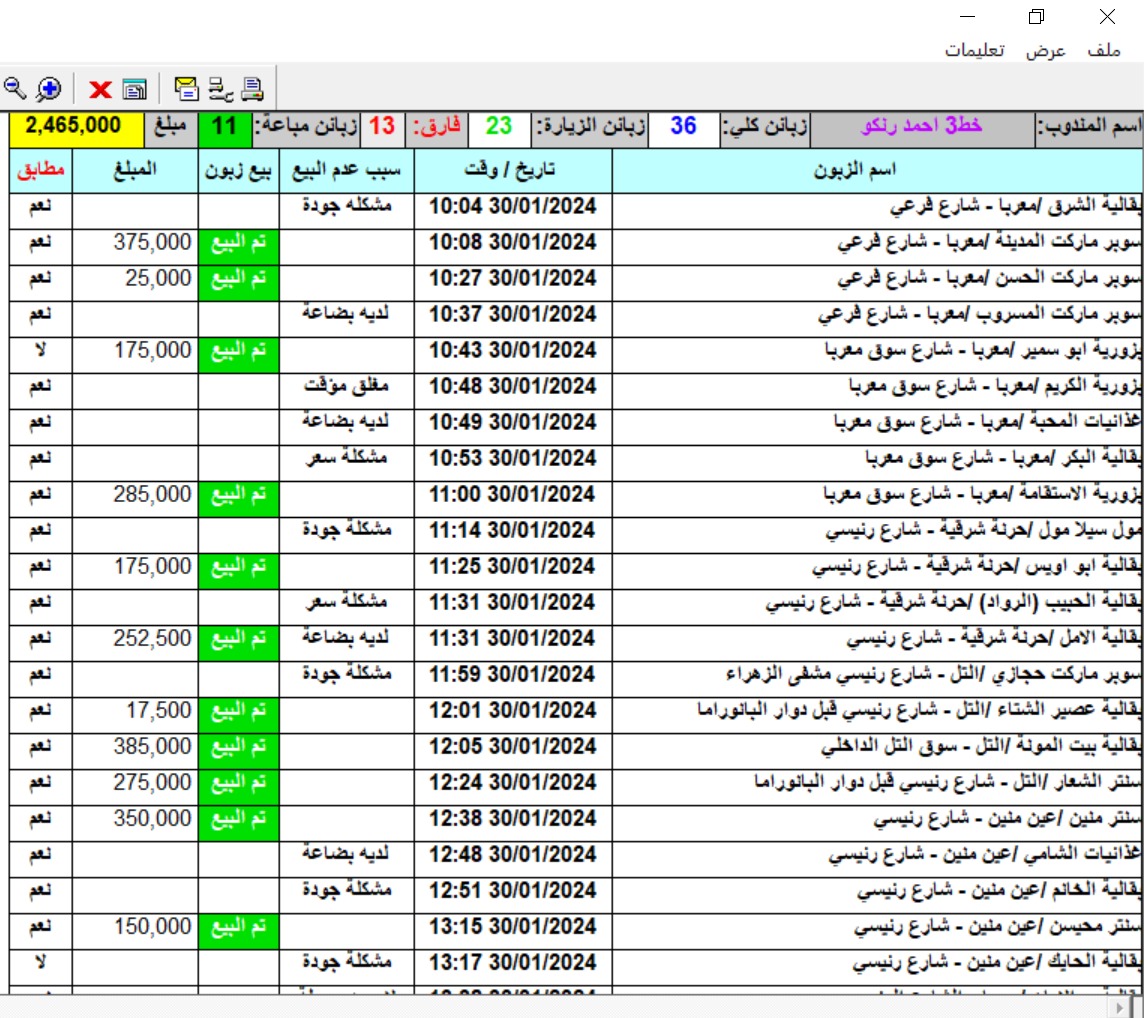 ملف عرض تعليمات
اسم المندوب: خط3 احمد رنكو زبائن كلي: 36 زبائن الزيارة: 23 فارق: 13 زبائن مباعة: 11 مبلغ 2,465,000
اسم الزبون تاريخ / وقت سبب عدم البيع بيع زبون المبلغ مطابق
بقالية الشرق /معربا - شارع فرعي 10:04 30/01/2024 مشكله جودة نعم
سوبر ماركت المدينة /معربا - شارع فرعي 10:08 30/01/2024 تم البيع 375,000 نعم
سوبر ماركت الحسن /معربا - شارع فرعي 10:27 30/01/2024 تم البيع 25,000 نعم
سوبر ماركت المسروب /معربا - شارع فرعي 10:37 30/01/2024 لديه بضاعة نعم
بزورية ابو سمير /معربا - شارع سوق معربا 10:43 30/01/2024 تم البيع 175,000 لا
بزورية الكريم /معربا - شارع سوق معربا 10:48 30/01/2024 مغلق مؤقت نعم
غذائيات المحبة /معربا - شارع سوق معربا 10:49 30/01/2024 لديه بضاعة نعم
بقالية البكر /معربا - شارع سوق معربا 10:53 30/01/2024 مشكلة سعر نعم
بزورية الاستقامة /معربا - شارع سوق معربا 11:00 30/01/2024 تم البيع 285,000 نعم
مول سيلا مول /حرنة شرقية - شارع رئيسي 11:14 30/01/2024 مشكلة جودة نعم
بقالية ابو اويس /حرنة شرقية - شارع رئيسي 11:25 30/01/2024 تم البيع 175,000 نعم
بقالية الحبيب (الرواد) /حرنة شرقية - شارع رئيسي 11:31 30/01/2024 مشكلة سعر نعم
بقالية الامل /حرنة شرقية - شارع رئيسي 11:31 30/01/2024 لديه بضاعة تم البيع 252,500 نعم
سوبر ماركت حجازي /التل - شارع رئيسي مشفى الزهراء 11:59 30/01/2024 مشكلة جودة نعم
بقالية عصير الشتاء /التل - شارع رئيسي قبل دوار البانوراما 12:01 30/01/2024 تم البيع 17,500 نعم
بقالية بيت المونة /التل - سوق التل الداخلي 12:05 30/01/2024 تم البيع 385,000 نعم
سنتر الشعار /التل - شارع رئيسي قبل دوار البانوراما 12:24 30/01/2024 تم البيع 275,000 نعم
سنتر منين /عين منين - شارع رئيسي 12:38 30/01/2024 تم البيع 350,000 نعم
غذائيات الشامي /عين منين - شارع رئيسي 12:48 30/01/2024 لديه بضاعة نعم
بقالية الخانم /عين منين - شارع رئيسي 12:51 30/01/2024 مشكلة جودة نعم
سنتر محيسن /عين منين - شارع رئيسي 13:15 30/01/2024 تم البيع 150,000 نعم
بقالية الحايك /عين منين - شارع رئيسي 13:17 30/01/2024 مشكلة جودة لا